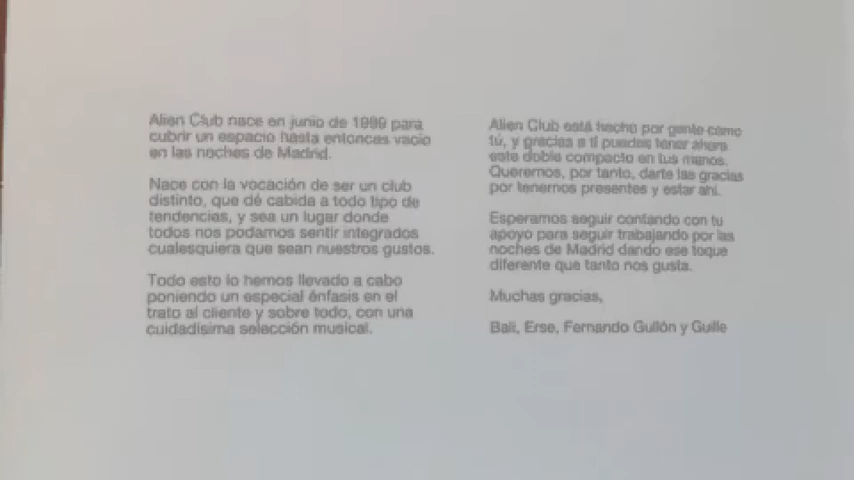 Alien Club nace en junio de 1999 para
cubrir un espacio hasta entonces vacío
en las noches de Madrid.
Nace con la vocación de ser un club
distinto, que dé cabida a todo tipo de
tendencias, y sea un lugar donde
todos nos podamos sentir integrados
cualesquiera que sean nuestros gustos.
Todo esto lo hemos llevado a cabo
poniendo un especial énfasis en el
trato al cliente y sobre todo, con una
cuidadísima selección musical.
Alien Club está hecho por gente como
tú, y gracias a tí puedes tener ahora
este doble compacto en tus manos.
Queremos, por tanto, darte las gracias
por tenernos presentes y estar ahí.
Esperamos seguir contando con tu
apoyo para seguir trabajando por las
noches de Madrid dando ese toque
diferente que tanto nos gusta.
Muchas gracias,
Bali, Erse, Fernando Gullón y Guille